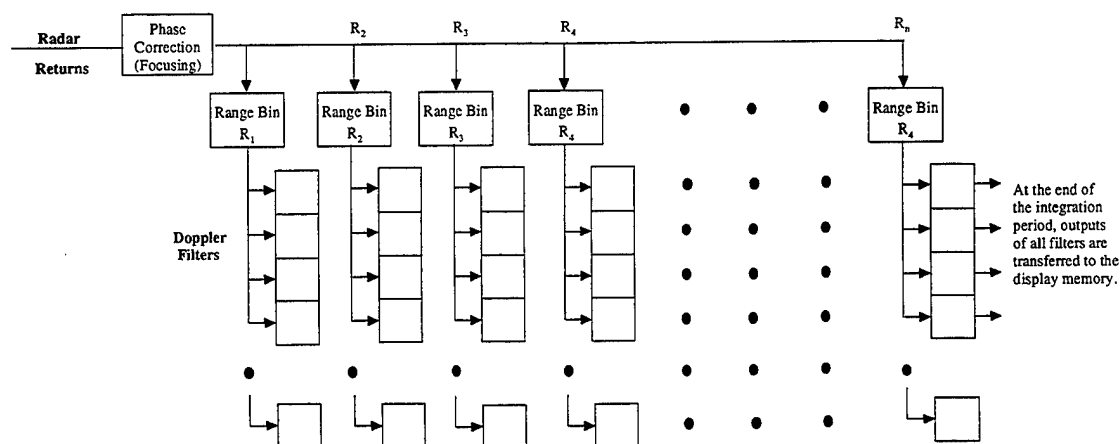 Radar
Returns
Phase
Correction
(Focusing)
R₂ R₃ R₄ Rₙ
Range Bin
R₁
Range Bin
R₂
Range Bin
R₃
Range Bin
R₄
Range Bin
R₄
Doppler
Filters
At the end of
the integration
period, outputs
of all filters are
transferred to the
display memory.